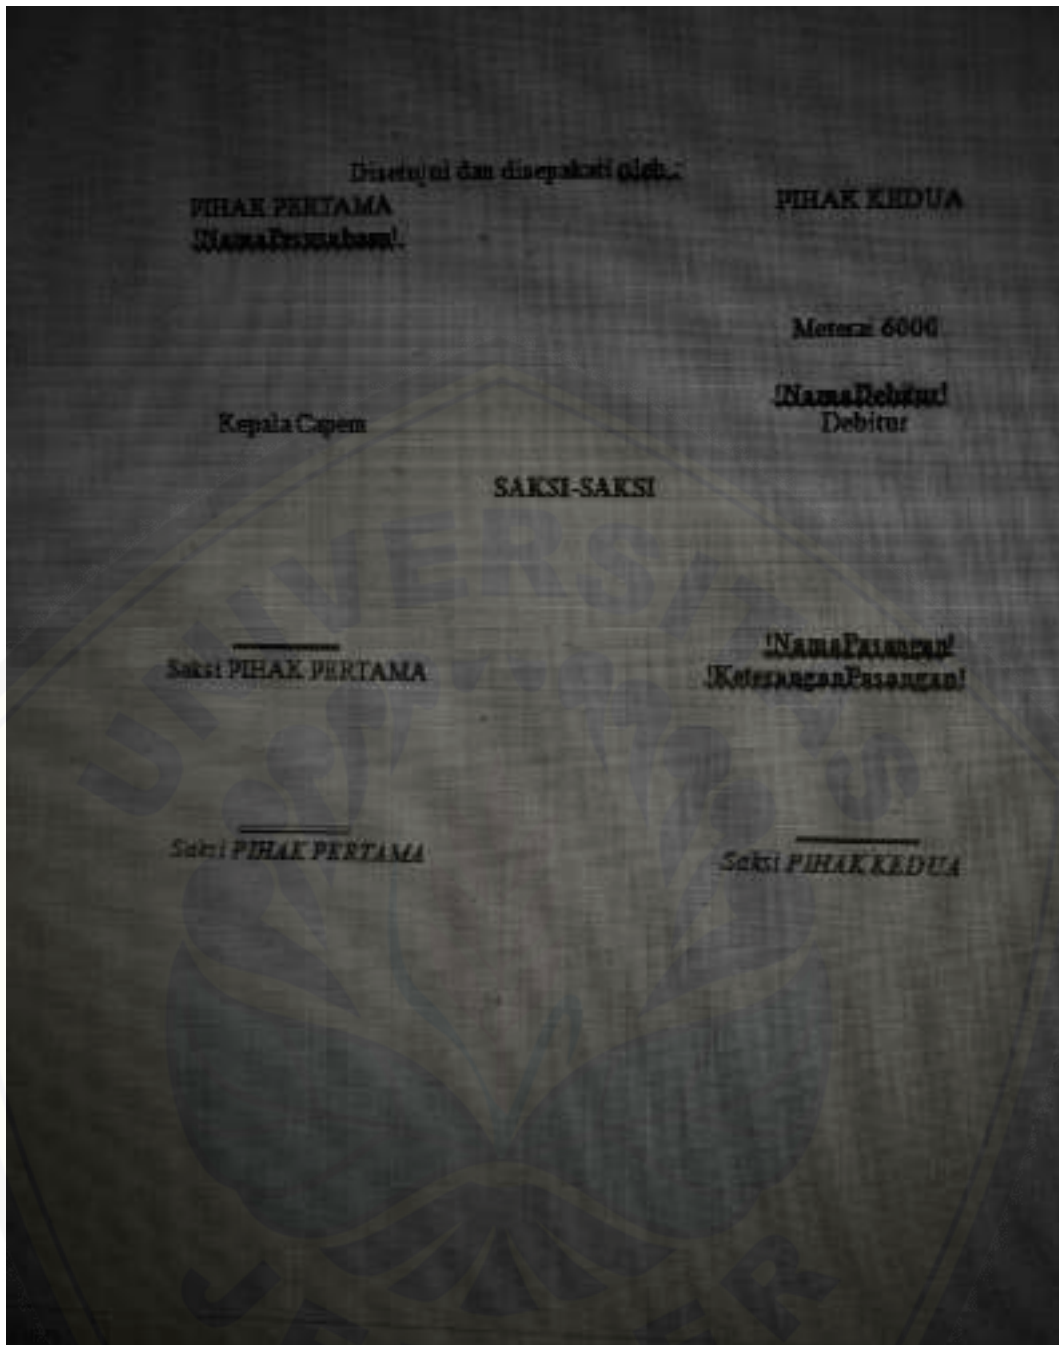 Disetujui dan disepakati oleh :
PIHAK PERTAMA PIHAK KEDUA
!NamaPerusahaan!
Meterai 6000
!NamaDebitur!
Kepala Capem Debitur
SAKSI-SAKSI
!NamaPasangan!
Saksi PIHAK PERTAMA !KeteranganPasangan!
Saksi PIHAK PERTAMA Saksi PIHAK KEDUA
UNIVERSITAS